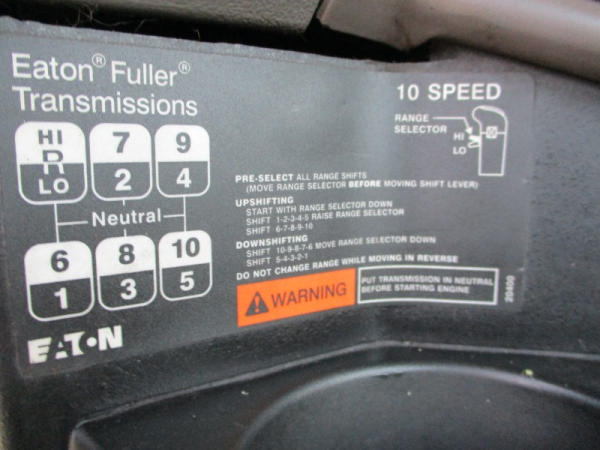 Eaton® Fuller®
Transmissions
HI 7 9
R
LO 2 4
Neutral
6 8 10
1 3 5
EATON
10 SPEED
RANGE
SELECTOR
HI
LO
PRE-SELECT ALL RANGE SHIFTS
(MOVE RANGE SELECTOR BEFORE MOVING SHIFT LEVER)
UPSHIFTING
START WITH RANGE SELECTOR DOWN
SHIFT 1-2-3-4-5 RAISE RANGE SELECTOR
SHIFT 6-7-8-9-10
DOWNSHIFTING
SHIFT 10-9-8-7-6 MOVE RANGE SELECTOR DOWN
SHIFT 5-4-3-2-1
DO NOT CHANGE RANGE WHILE MOVING IN REVERSE
WARNING
PUT TRANSMISSION IN NEUTRAL
BEFORE STARTING ENGINE